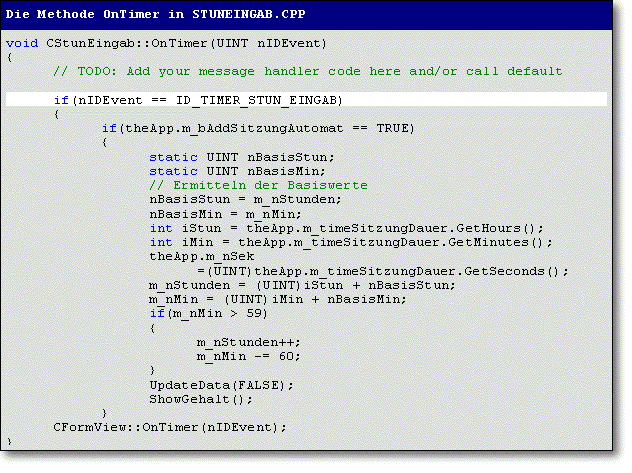 Die Methode OnTimer in STUNEINGAB.CPP
void CStunEingab::OnTimer(UINT nIDEvent)
{
// TODO: Add your message handler code here and/or call default
if(nIDEvent == ID_TIMER_STUN_EINGAB)
{
if(theApp.m_bAddSitzungAutomat == TRUE)
{
static UINT nBasisStun;
static UINT nBasisMin;
// Ermitteln der Basiswerte
nBasisStun = m_nStunden;
nBasisMin = m_nMin;
int iStun = theApp.m_timeSitzungDauer.GetHours();
int iMin = theApp.m_timeSitzungDauer.GetMinutes();
theApp.m_nSek
=(UINT)theApp.m_timeSitzungDauer.GetSeconds();
m_nStunden = (UINT)iStun + nBasisStun;
m_nMin = (UINT)iMin + nBasisMin;
if(m_nMin > 59)
{
m_nStunden++;
m_nMin -= 60;
}
UpdateData(FALSE);
ShowGehalt();
}
CFormView::OnTimer(nIDEvent);
}